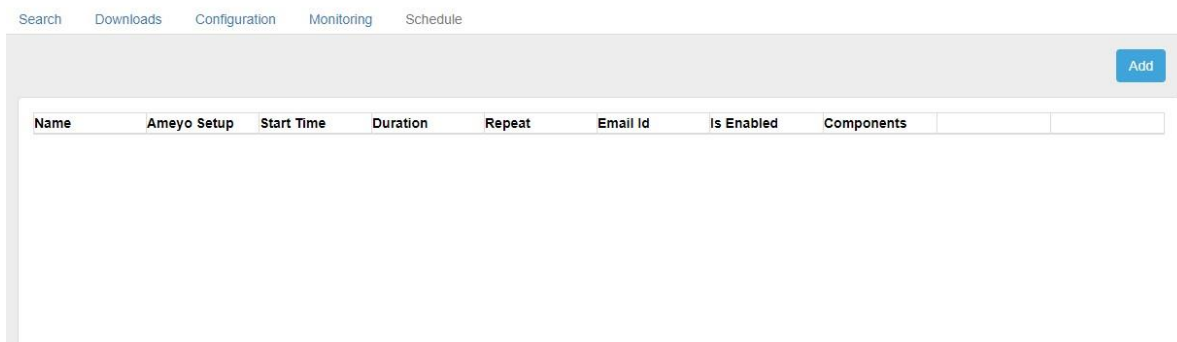 Search Downloads Configuration Monitoring Schedule
Add
Name Ameyo Setup Start Time Duration Repeat Email Id Is Enabled Components